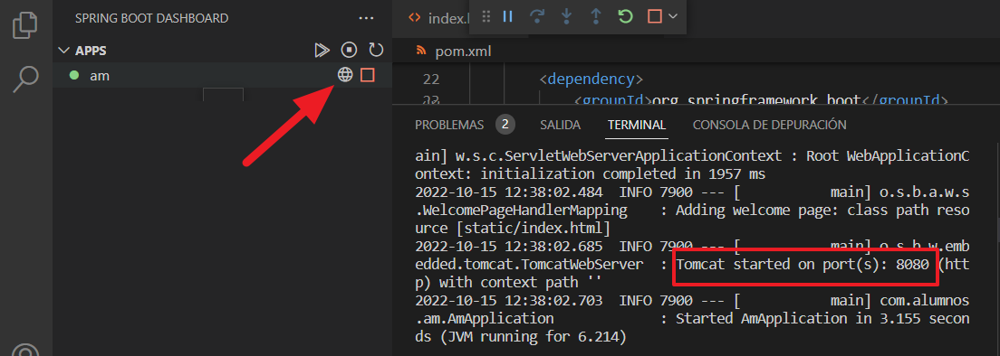 SPRING BOOT DASHBOARD
APPS
am
index.
pom.xml
22 <dependency>
23 <groupId>org.springframework.boot</groupId>
PROBLEMAS 2 SALIDA TERMINAL CONSOLA DE DEPURACIÓN
ain] w.s.c.ServletWebServerApplicationContext : Root WebApplicationC
ontext: initialization completed in 1957 ms
2022-10-15 12:38:02.484  INFO 7900 --- [           main] o.s.b.a.w.s
.WelcomePageHandlerMapping    : Adding welcome page: class path reso
urce [static/index.html]
2022-10-15 12:38:02.685  INFO 7900 --- [           main] o.s.b.w.emb
edded.tomcat.TomcatWebServer  : Tomcat started on port(s): 8080 (htt
p) with context path ''
2022-10-15 12:38:02.703  INFO 7900 --- [           main] com.alumnos
.am.AmApplication             : Started AmApplication in 3.155 secon
ds (JVM running for 6.214)